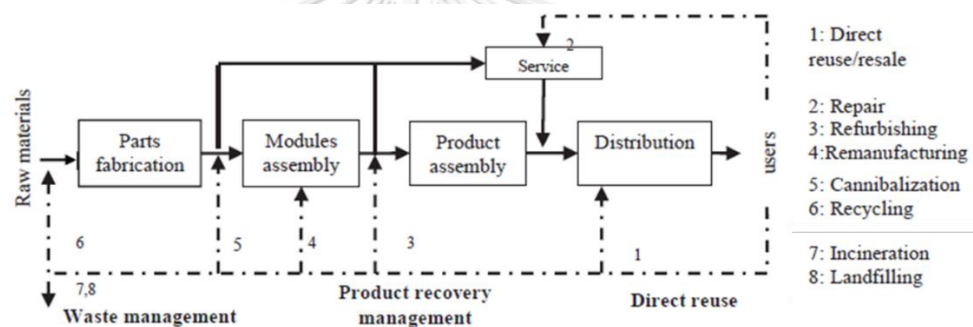 2
Service
Raw materials
Parts
fabrication
Modules
assembly
Product
assembly
Distribution
users
6
5
4
3
1
7,8
Waste management
Product recovery
management
Direct reuse
1: Direct
reuse/resale
2: Repair
3: Refurbishing
4:Remanufacturing
5: Cannibalization
6: Recycling
7: Incineration
8: Landfilling